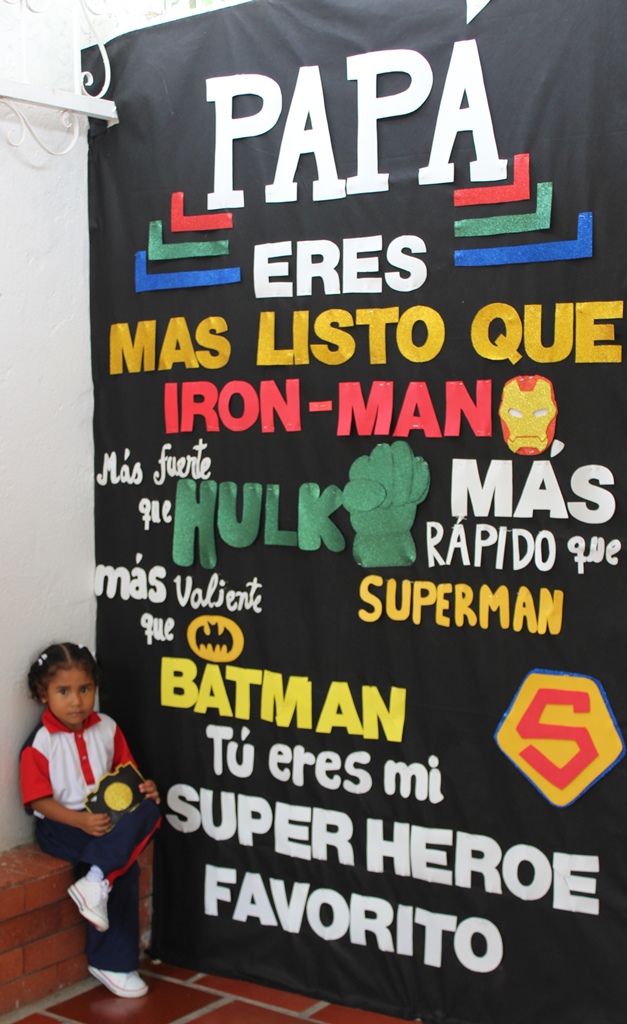 PAPÁ
ERES
MAS LISTO QUE
IRON-MAN
Más fuerte
que
HULK
MÁS
RÁPIDO que
SUPERMAN
S
más valiente
que
BATMAN
Tú eres mi
SUPER HEROE
FAVORITO